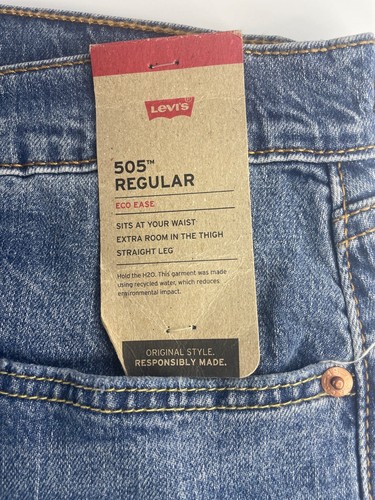 Levi's
505™
REGULAR
ECO EASE
SITS AT YOUR WAIST
EXTRA ROOM IN THE THIGH
STRAIGHT LEG
Hold the H2O. This garment was made
using recycled water, which reduces
environmental impact.
ORIGINAL STYLE.
RESPONSIBLY MADE.